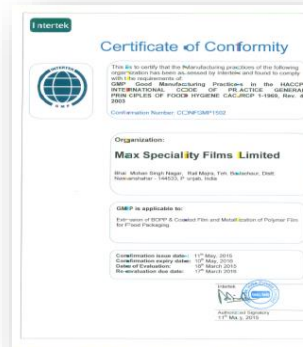 Intertek
Certificate of Conformity
This is to certify that the Manufacturing practices of the following
organization has been assessed by Intertek and found to comply
with the requirements of:
GMP Good Manufacturing Practices in the HACCP
INTERNATIONAL CODE OF PRACTICE GENERAL
PRINCIPLES OF FOOD HYGIENE CAC/RCP 1-1969, Rev. 4
2003
Confirmation Number: CCINFGMP1502
Organization:
Max Speciality Films Limited
Bhai Mohan Singh Nagar, Rail Majra, Teh. Balachaur, Distt.
Nawanshahar - 144533, Punjab, India
GMP is applicable to:
Extrusion of BOPP & Coated Film and Metallization of Polymer Film
for Food Packaging
Confirmation issue date: 11th May, 2015
Confirmation expiry date: 10th May, 2018
Date of Evaluation: 18th March 2015
Re-evaluation due date: 17th March 2016
Intertek
Authorized Signatory
11th May, 2015